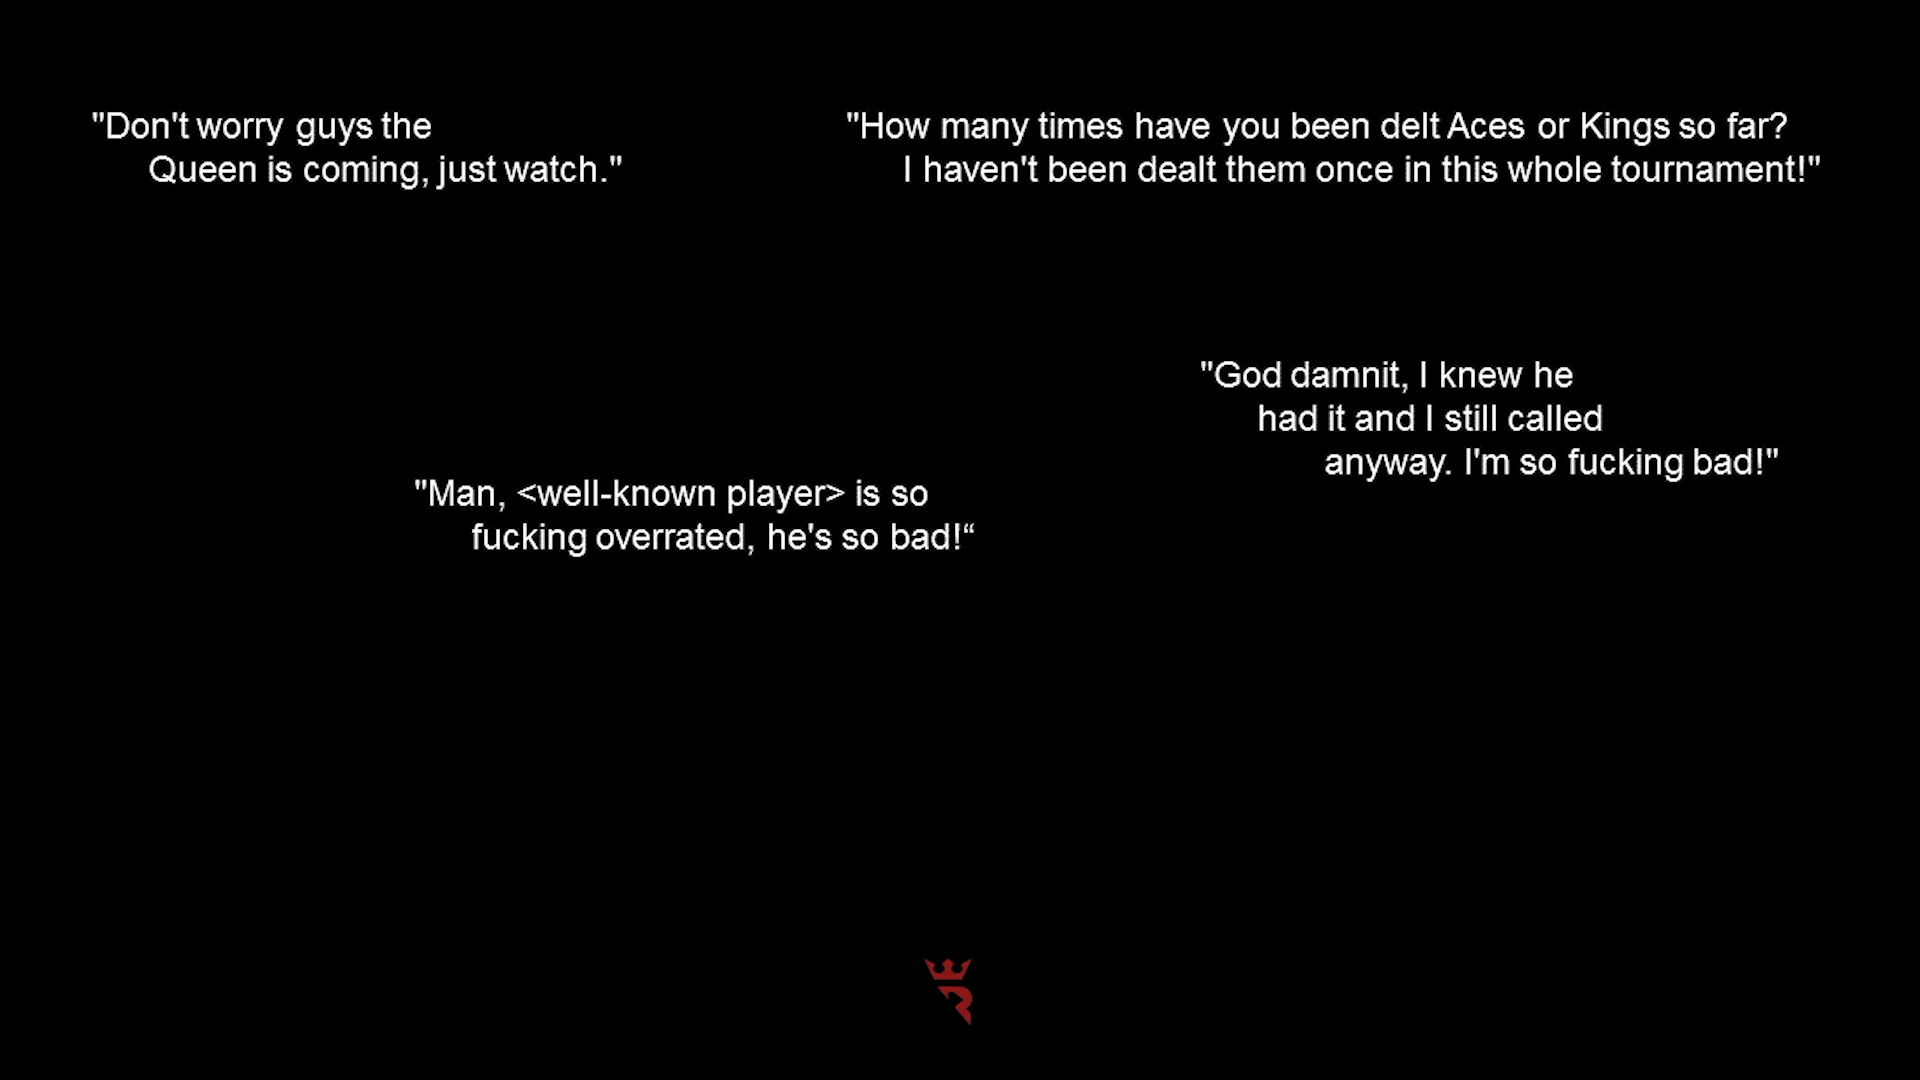 "Don't worry guys the
Queen is coming, just watch."
"How many times have you been delt Aces or Kings so far?
I haven't been dealt them once in this whole tournament!"
"God damnit, I knew he
had it and I still called
anyway. I'm so fucking bad!"
"Man, <well-known player> is so
fucking overrated, he's so bad!“